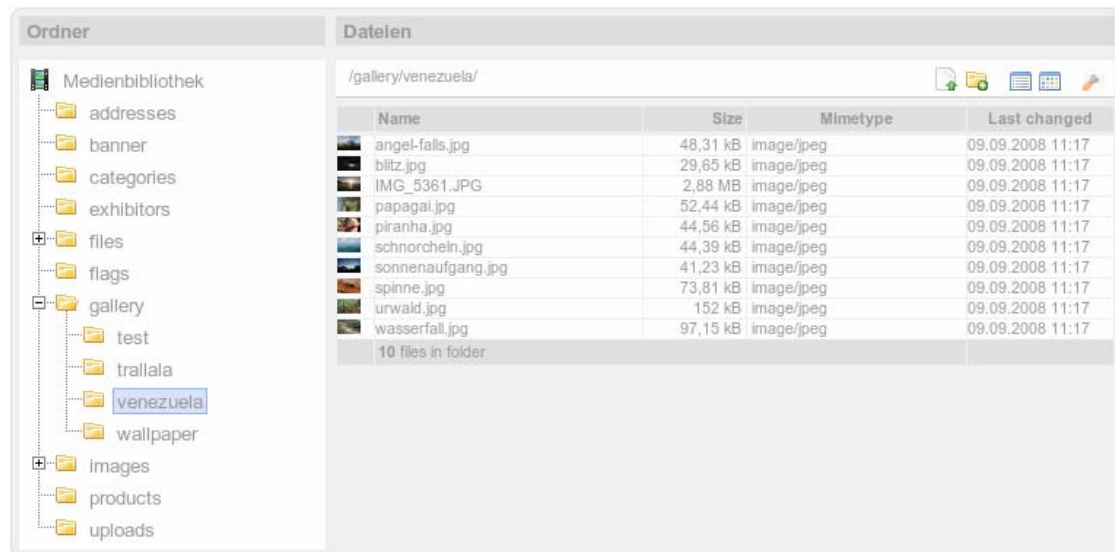 Ordner
Medienbibliothek
addresses
banner
categories
exhibitors
files
flags
gallery
test
trallala
venezuela
wallpaper
images
products
uploads
Dateien
/gallery/venezuela/
Name Size Mimetype Last changed
angel-falls.jpg 48,31 kB image/jpeg 09.09.2008 11:17
blitz.jpg 29,65 kB image/jpeg 09.09.2008 11:17
IMG_5361.JPG 2,88 MB image/jpeg 09.09.2008 11:17
papagai.jpg 52,44 kB image/jpeg 09.09.2008 11:17
piranha.jpg 44,56 kB image/jpeg 09.09.2008 11:17
schnorcheln.jpg 44,39 kB image/jpeg 09.09.2008 11:17
sonnenaufgang.jpg 41,23 kB image/jpeg 09.09.2008 11:17
spinne.jpg 73,81 kB image/jpeg 09.09.2008 11:17
urwald.jpg 152 kB image/jpeg 09.09.2008 11:17
wasserfall.jpg 97,15 kB image/jpeg 09.09.2008 11:17
10 files in folder